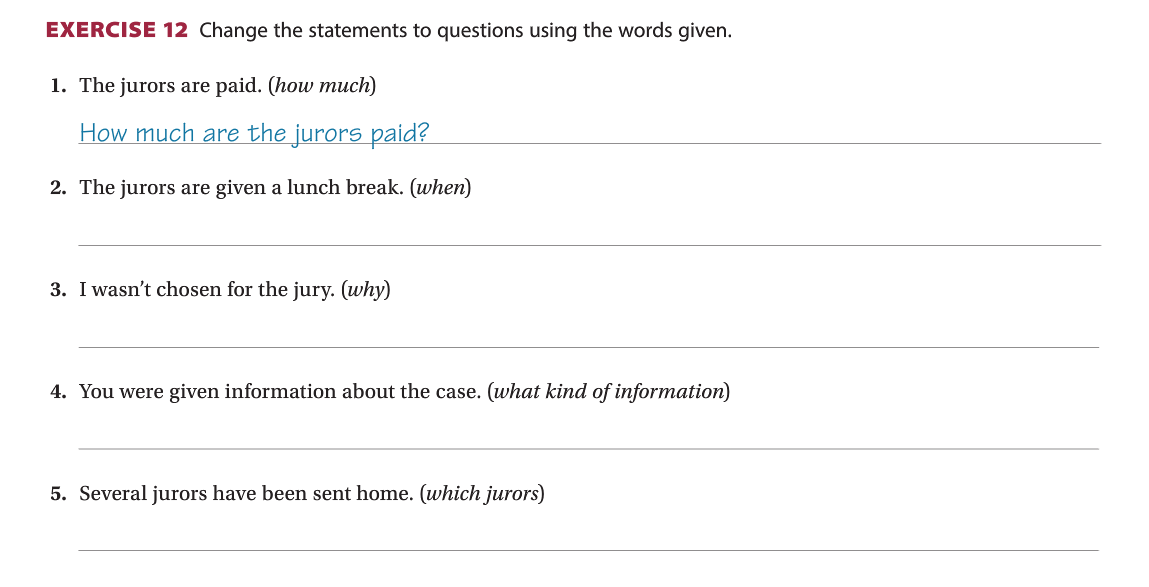 EXERCISE 12 Change the statements to questions using the words given.
1. The jurors are paid. (how much)
How much are the jurors paid?
2. The jurors are given a lunch break. (when)
3. I wasn’t chosen for the jury. (why)
4. You were given information about the case. (what kind of information)
5. Several jurors have been sent home. (which jurors)